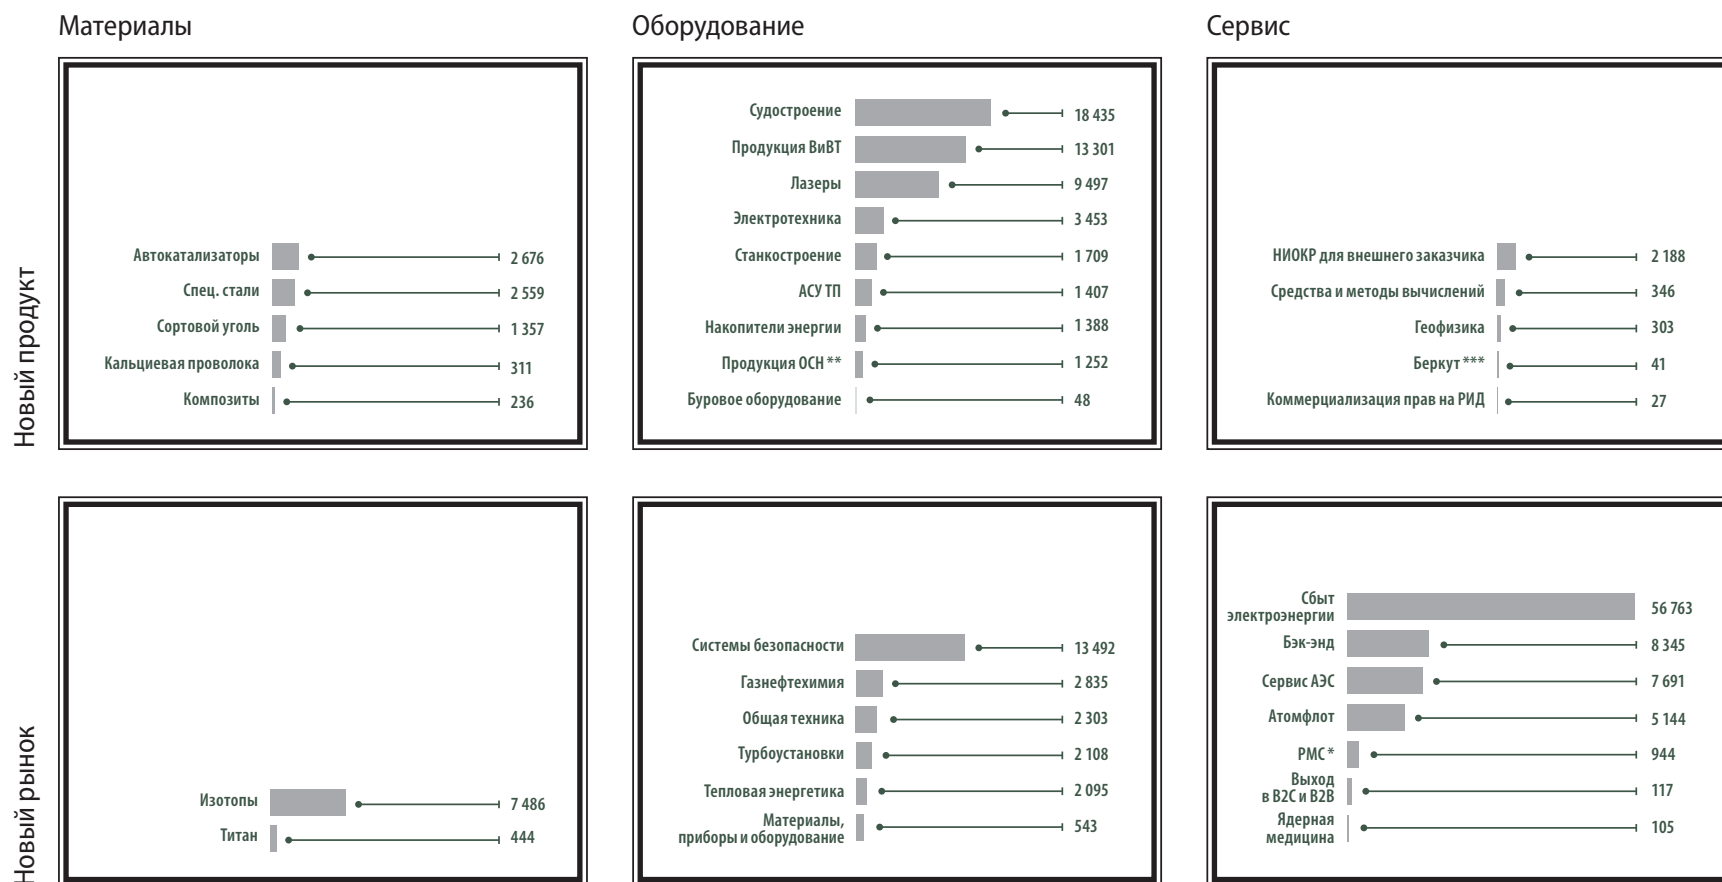 Материалы
Оборудование
Сервис
Новый продукт
Автокатализаторы 2 676
Спец. стали 2 559
Сортовой уголь 1 357
Кальциевая проволока 311
Композиты 236
Судостроение 18 435
Продукция ВиВТ 13 301
Лазеры 9 497
Электротехника 3 453
Станкостроение 1 709
АСУ ТП 1 407
Накопители энергии 1 388
Продукция ОСН ** 1 252
Буровое оборудование 48
НИОКР для внешнего заказчика 2 188
Средства и методы вычислений 346
Геофизика 303
Беркут *** 41
Коммерциализация прав на РИД 27
Новый рынок
Изотопы 7 486
Титан 444
Системы безопасности 13 492
Газнефтехимия 2 835
Общая техника 2 303
Турбоустановки 2 108
Тепловая энергетика 2 095
Материалы,
приборы и оборудование 543
Сбыт
электроэнергии 56 763
Бэк-энд 8 345
Сервис АЭС 7 691
Атомфлот 5 144
РМС * 944
Выход
в B2C и B2B 117
Ядерная
медицина 105